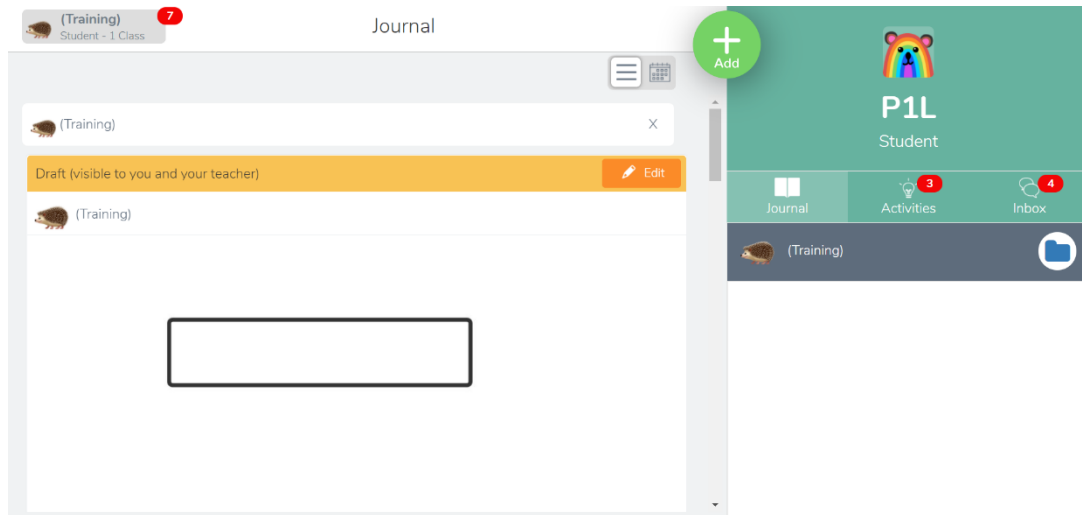 (Training)
Student - 1 Class
7
Journal
Add
(Training)
X
Draft (visible to you and your teacher)
Edit
(Training)
P1L
Student
Journal
3
Activities
4
Inbox
(Training)